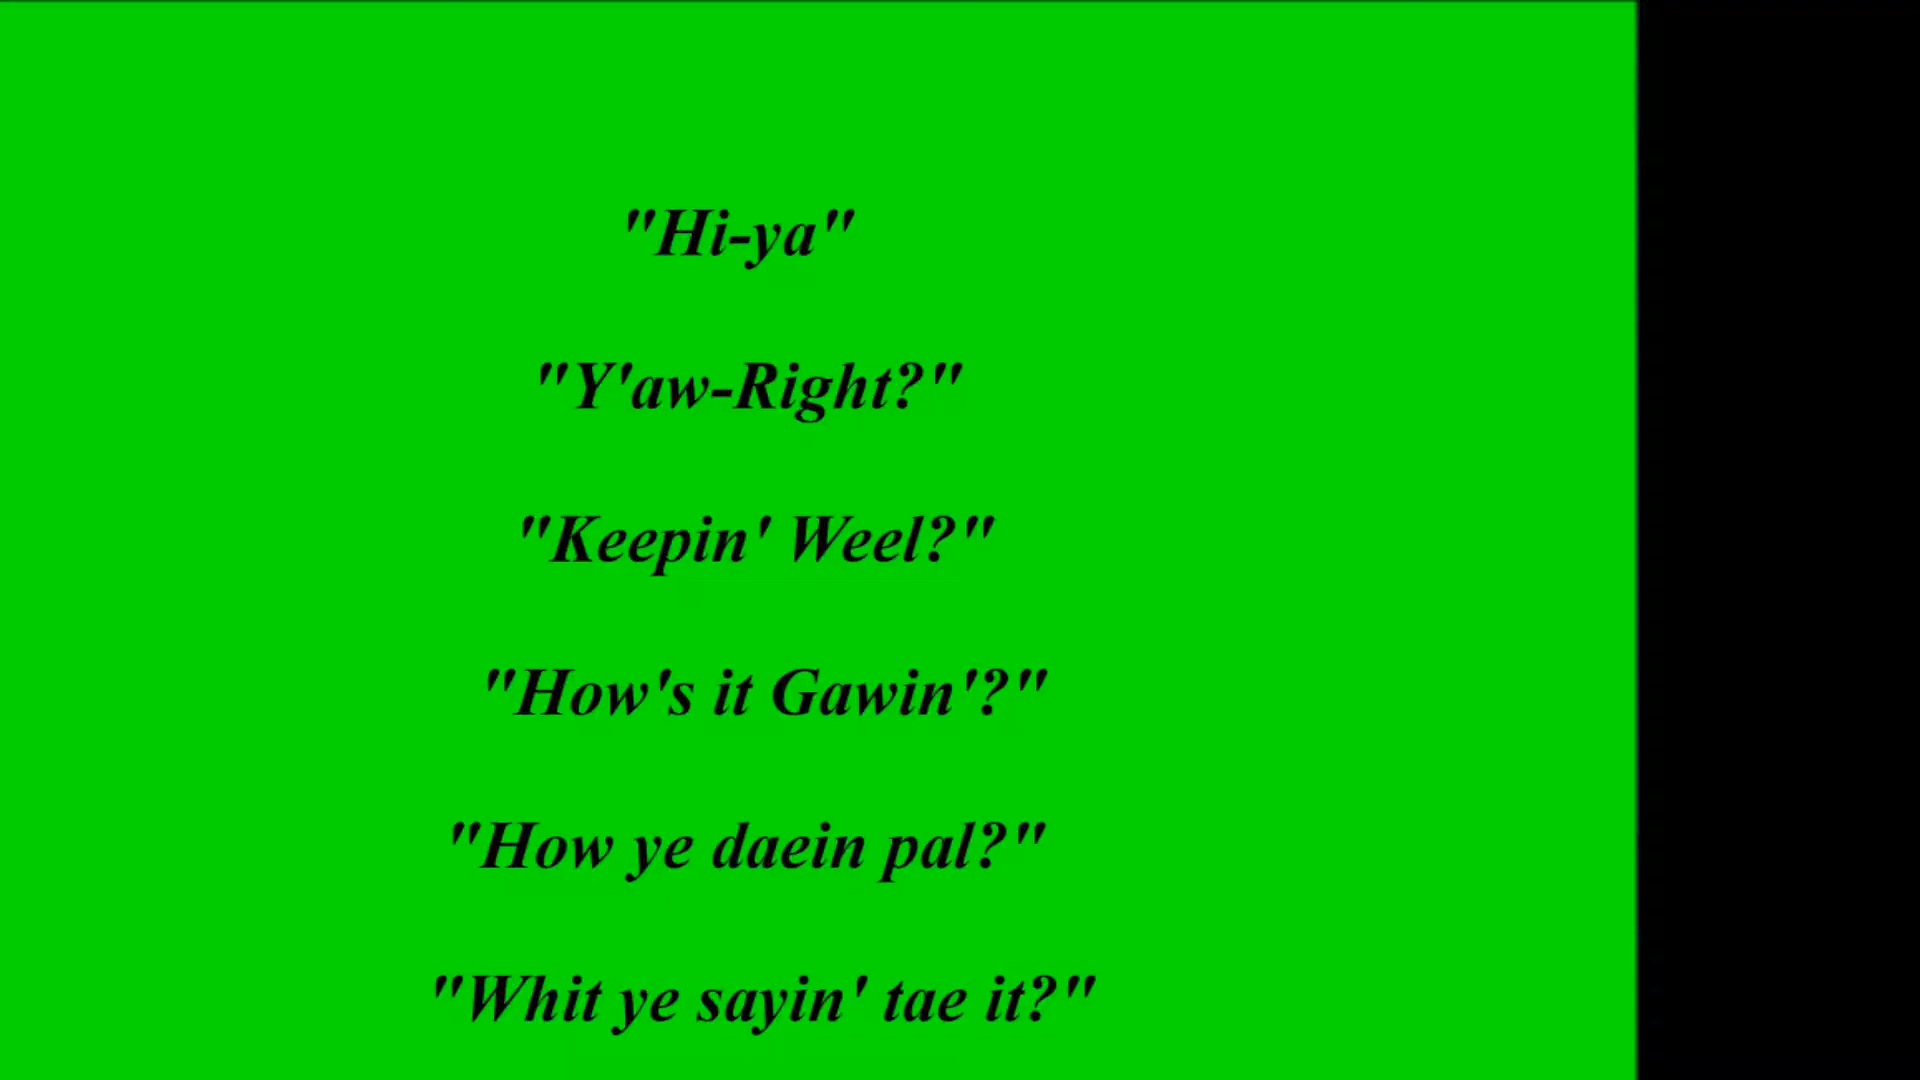 "Hi-ya"
"Y'aw-Right?"
"Keepin' Weel?"
"How's it Gawin'?"
"How ye daein pal?"
"Whit ye sayin' tae it?"